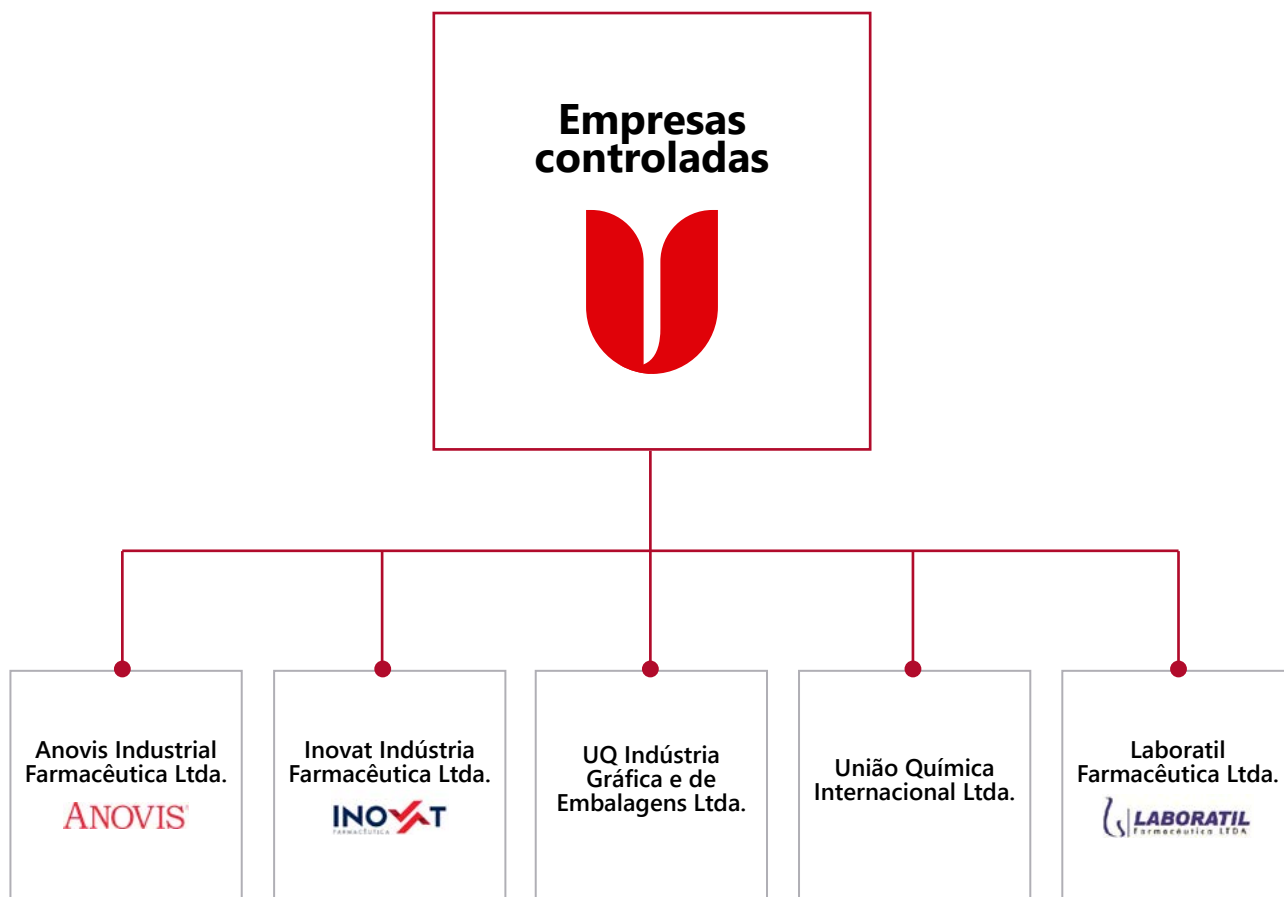 Empresas
controladas
Anovis Industrial
Farmacêutica Ltda.
ANOVIS
Inovat Indústria
Farmacêutica Ltda.
INOVAT
FARMACÊUTICA
UQ Indústria
Gráfica e de
Embalagens Ltda.
União Química
Internacional Ltda.
Laboratil
Farmacêutica Ltda.
LABORATIL
Farmacêutica LTDA